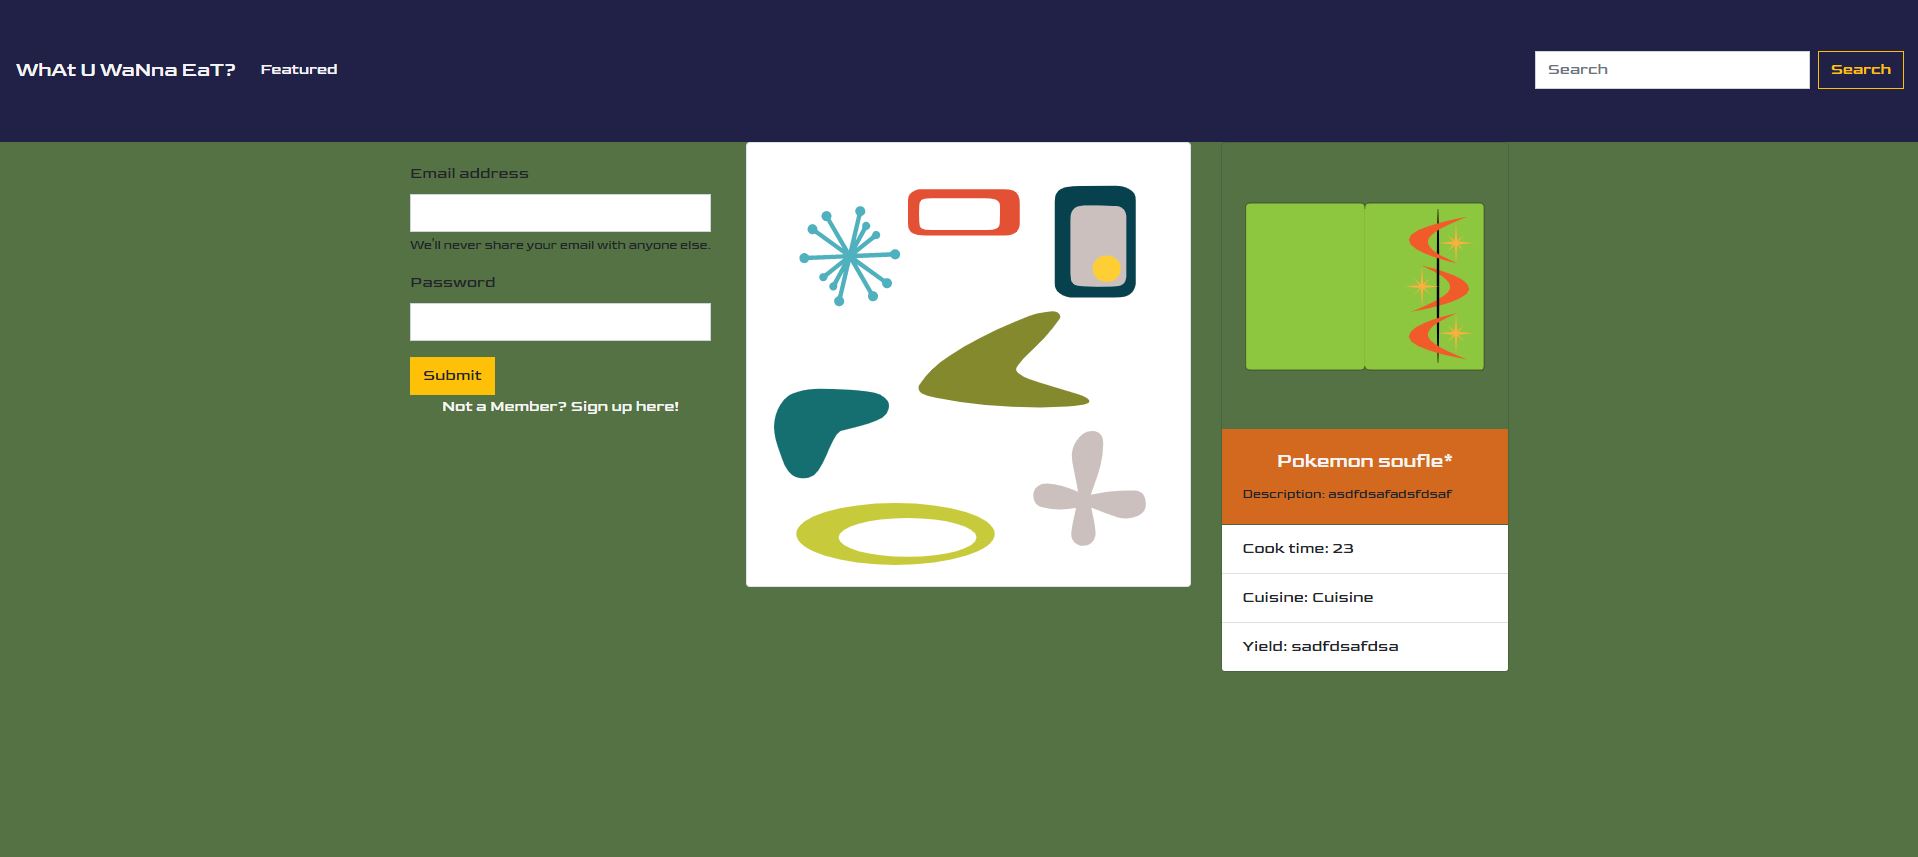 WhAt U WaNna EaT? Featured Search Search
Email address
We'll never share your email with anyone else.
Password
Submit
Not a Member? Sign up here!
Pokemon soufle*
Description: asdfdsafadsfdsaf
Cook time: 23
Cuisine: Cuisine
Yield: sadfdsafdsa